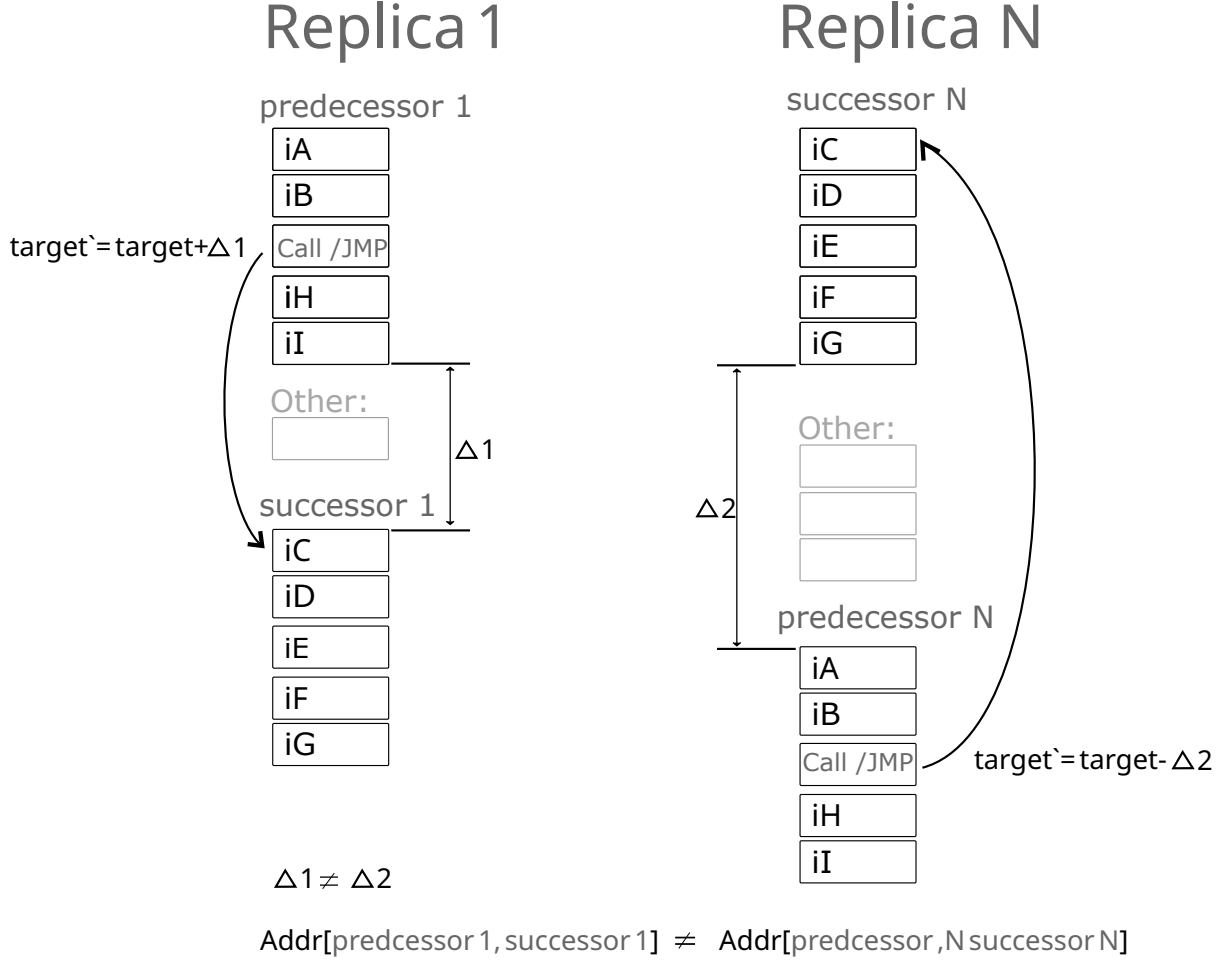 Replica 1
predecessor 1
iA
iB
target`=target+△1
Call /JMP
iH
iI
Other:
△1
successor 1
iC
iD
iE
iF
iG
Replica N
successor N
iC
iD
iE
iF
iG
Other:
△2
predecessor N
iA
iB
Call /JMP
target`=target-△2
iH
iI
△1≠ △2
Addr[predcessor 1, successor 1] ≠ Addr[predcessor ,N successor N]